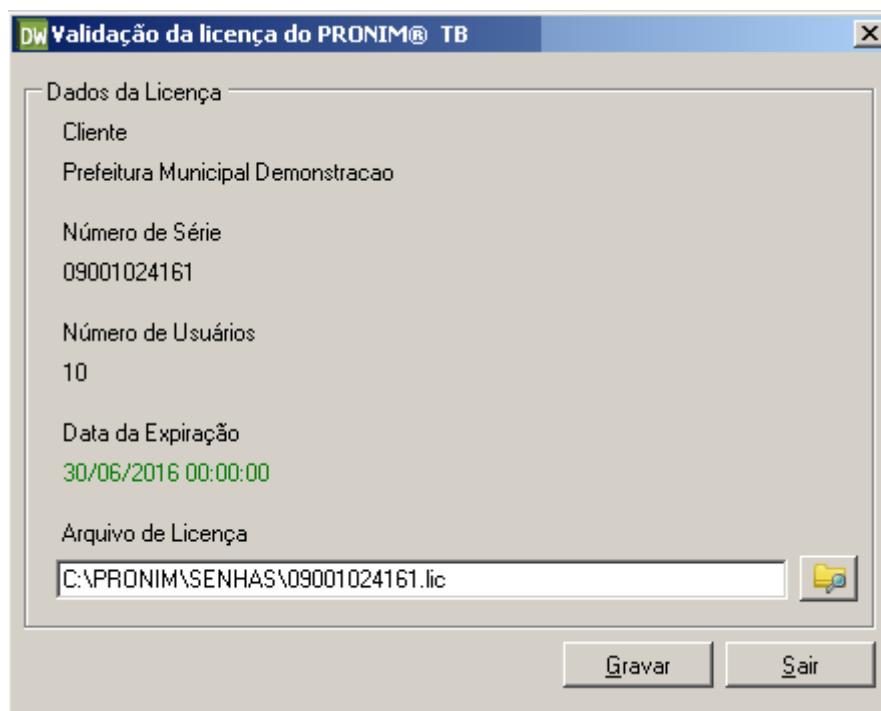 DW Validação da licença do PRONIM® TB
Dados da Licença
Cliente
Prefeitura Municipal Demonstracao
Número de Série
09001024161
Número de Usuários
10
Data da Expiração
30/06/2016 00:00:00
Arquivo de Licença
C:\PRONIM\SENHAS\09001024161.lic
Gravar Sair